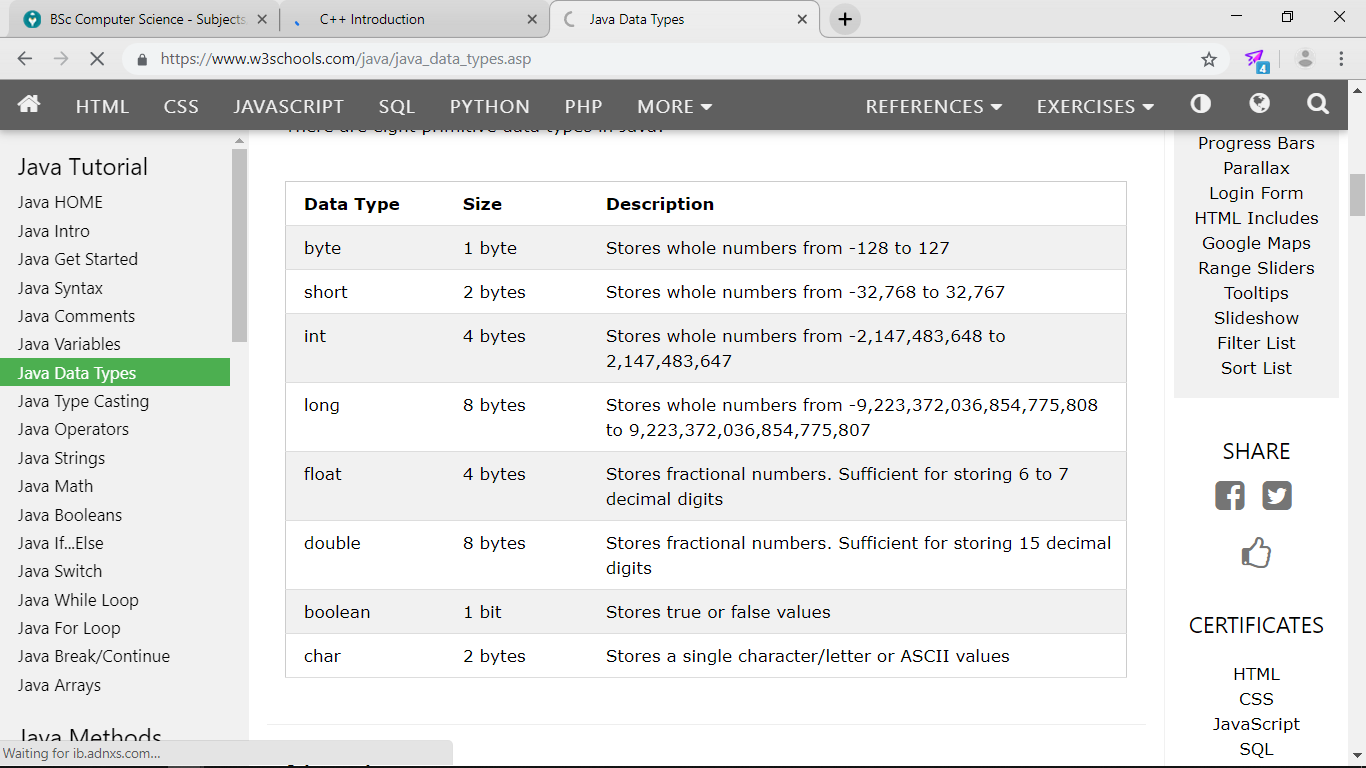 BSc Computer Science - Subjects
C++ Introduction
Java Data Types
https://www.w3schools.com/java/java_data_types.asp
4
HTML CSS JAVASCRIPT SQL PYTHON PHP MORE REFERENCES EXERCISES
There are eight primitive data types in Java:
Java Tutorial
Java HOME
Java Intro
Java Get Started
Java Syntax
Java Comments
Java Variables
Java Data Types
Java Type Casting
Java Operators
Java Strings
Java Math
Java Booleans
Java If...Else
Java Switch
Java While Loop
Java For Loop
Java Break/Continue
Java Arrays
Java Methods
Waiting for ib.adnxs.com...
Data Type Size Description
byte 1 byte Stores whole numbers from -128 to 127
short 2 bytes Stores whole numbers from -32,768 to 32,767
int 4 bytes Stores whole numbers from -2,147,483,648 to
2,147,483,647
long 8 bytes Stores whole numbers from -9,223,372,036,854,775,808
to 9,223,372,036,854,775,807
float 4 bytes Stores fractional numbers. Sufficient for storing 6 to 7
decimal digits
double 8 bytes Stores fractional numbers. Sufficient for storing 15 decimal
digits
boolean 1 bit Stores true or false values
char 2 bytes Stores a single character/letter or ASCII values
Progress Bars
Parallax
Login Form
HTML Includes
Google Maps
Range Sliders
Tooltips
Slideshow
Filter List
Sort List
SHARE
CERTIFICATES
HTML
CSS
JavaScript
SQL